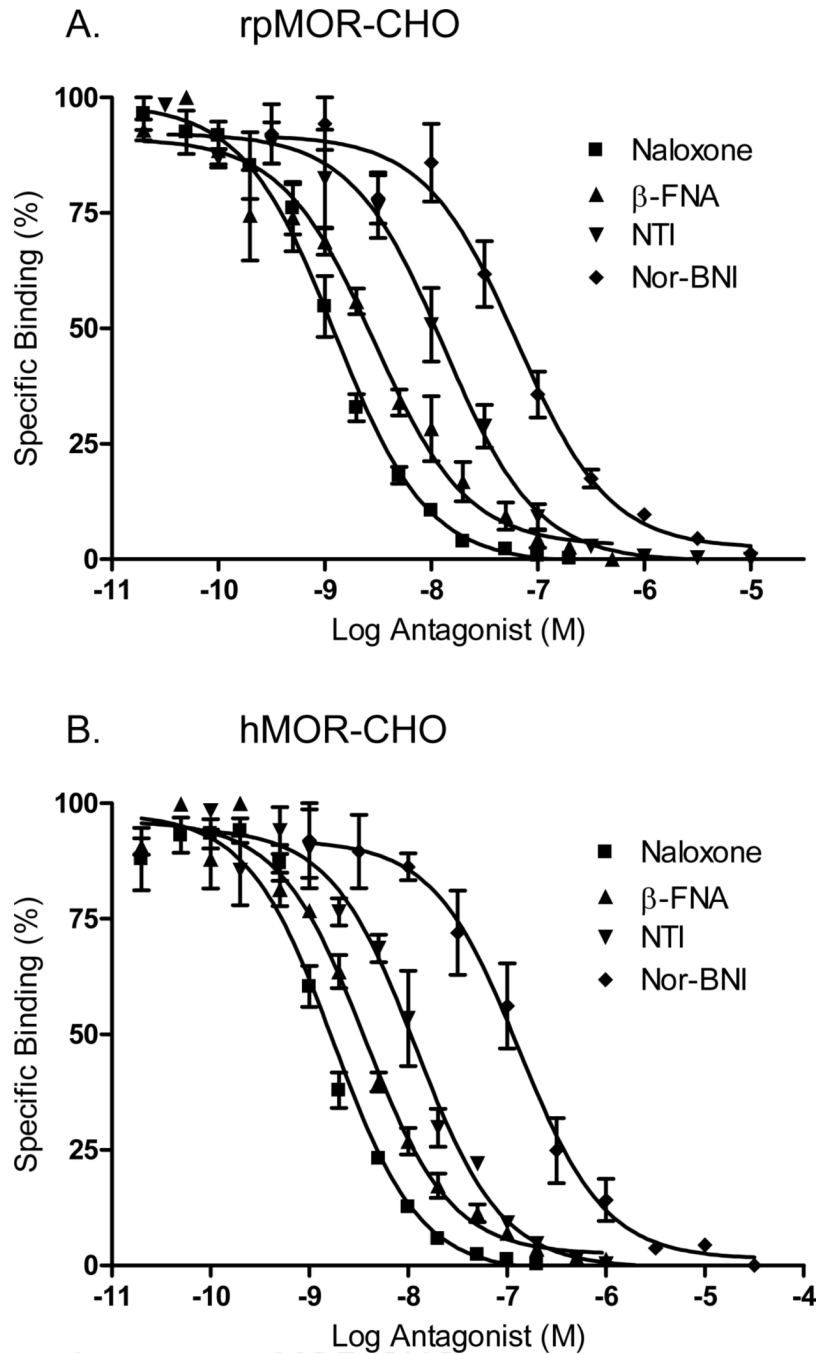 A. rpMOR-CHO
100
75
50
25
0
Specific Binding (%)
Naloxone
β-FNA
NTI
Nor-BNI
-11 -10 -9 -8 -7 -6 -5
Log Antagonist (M)
B. hMOR-CHO
100
75
50
25
0
Specific Binding (%)
Naloxone
β-FNA
NTI
Nor-BNI
-11 -10 -9 -8 -7 -6 -5 -4
Log Antagonist (M)